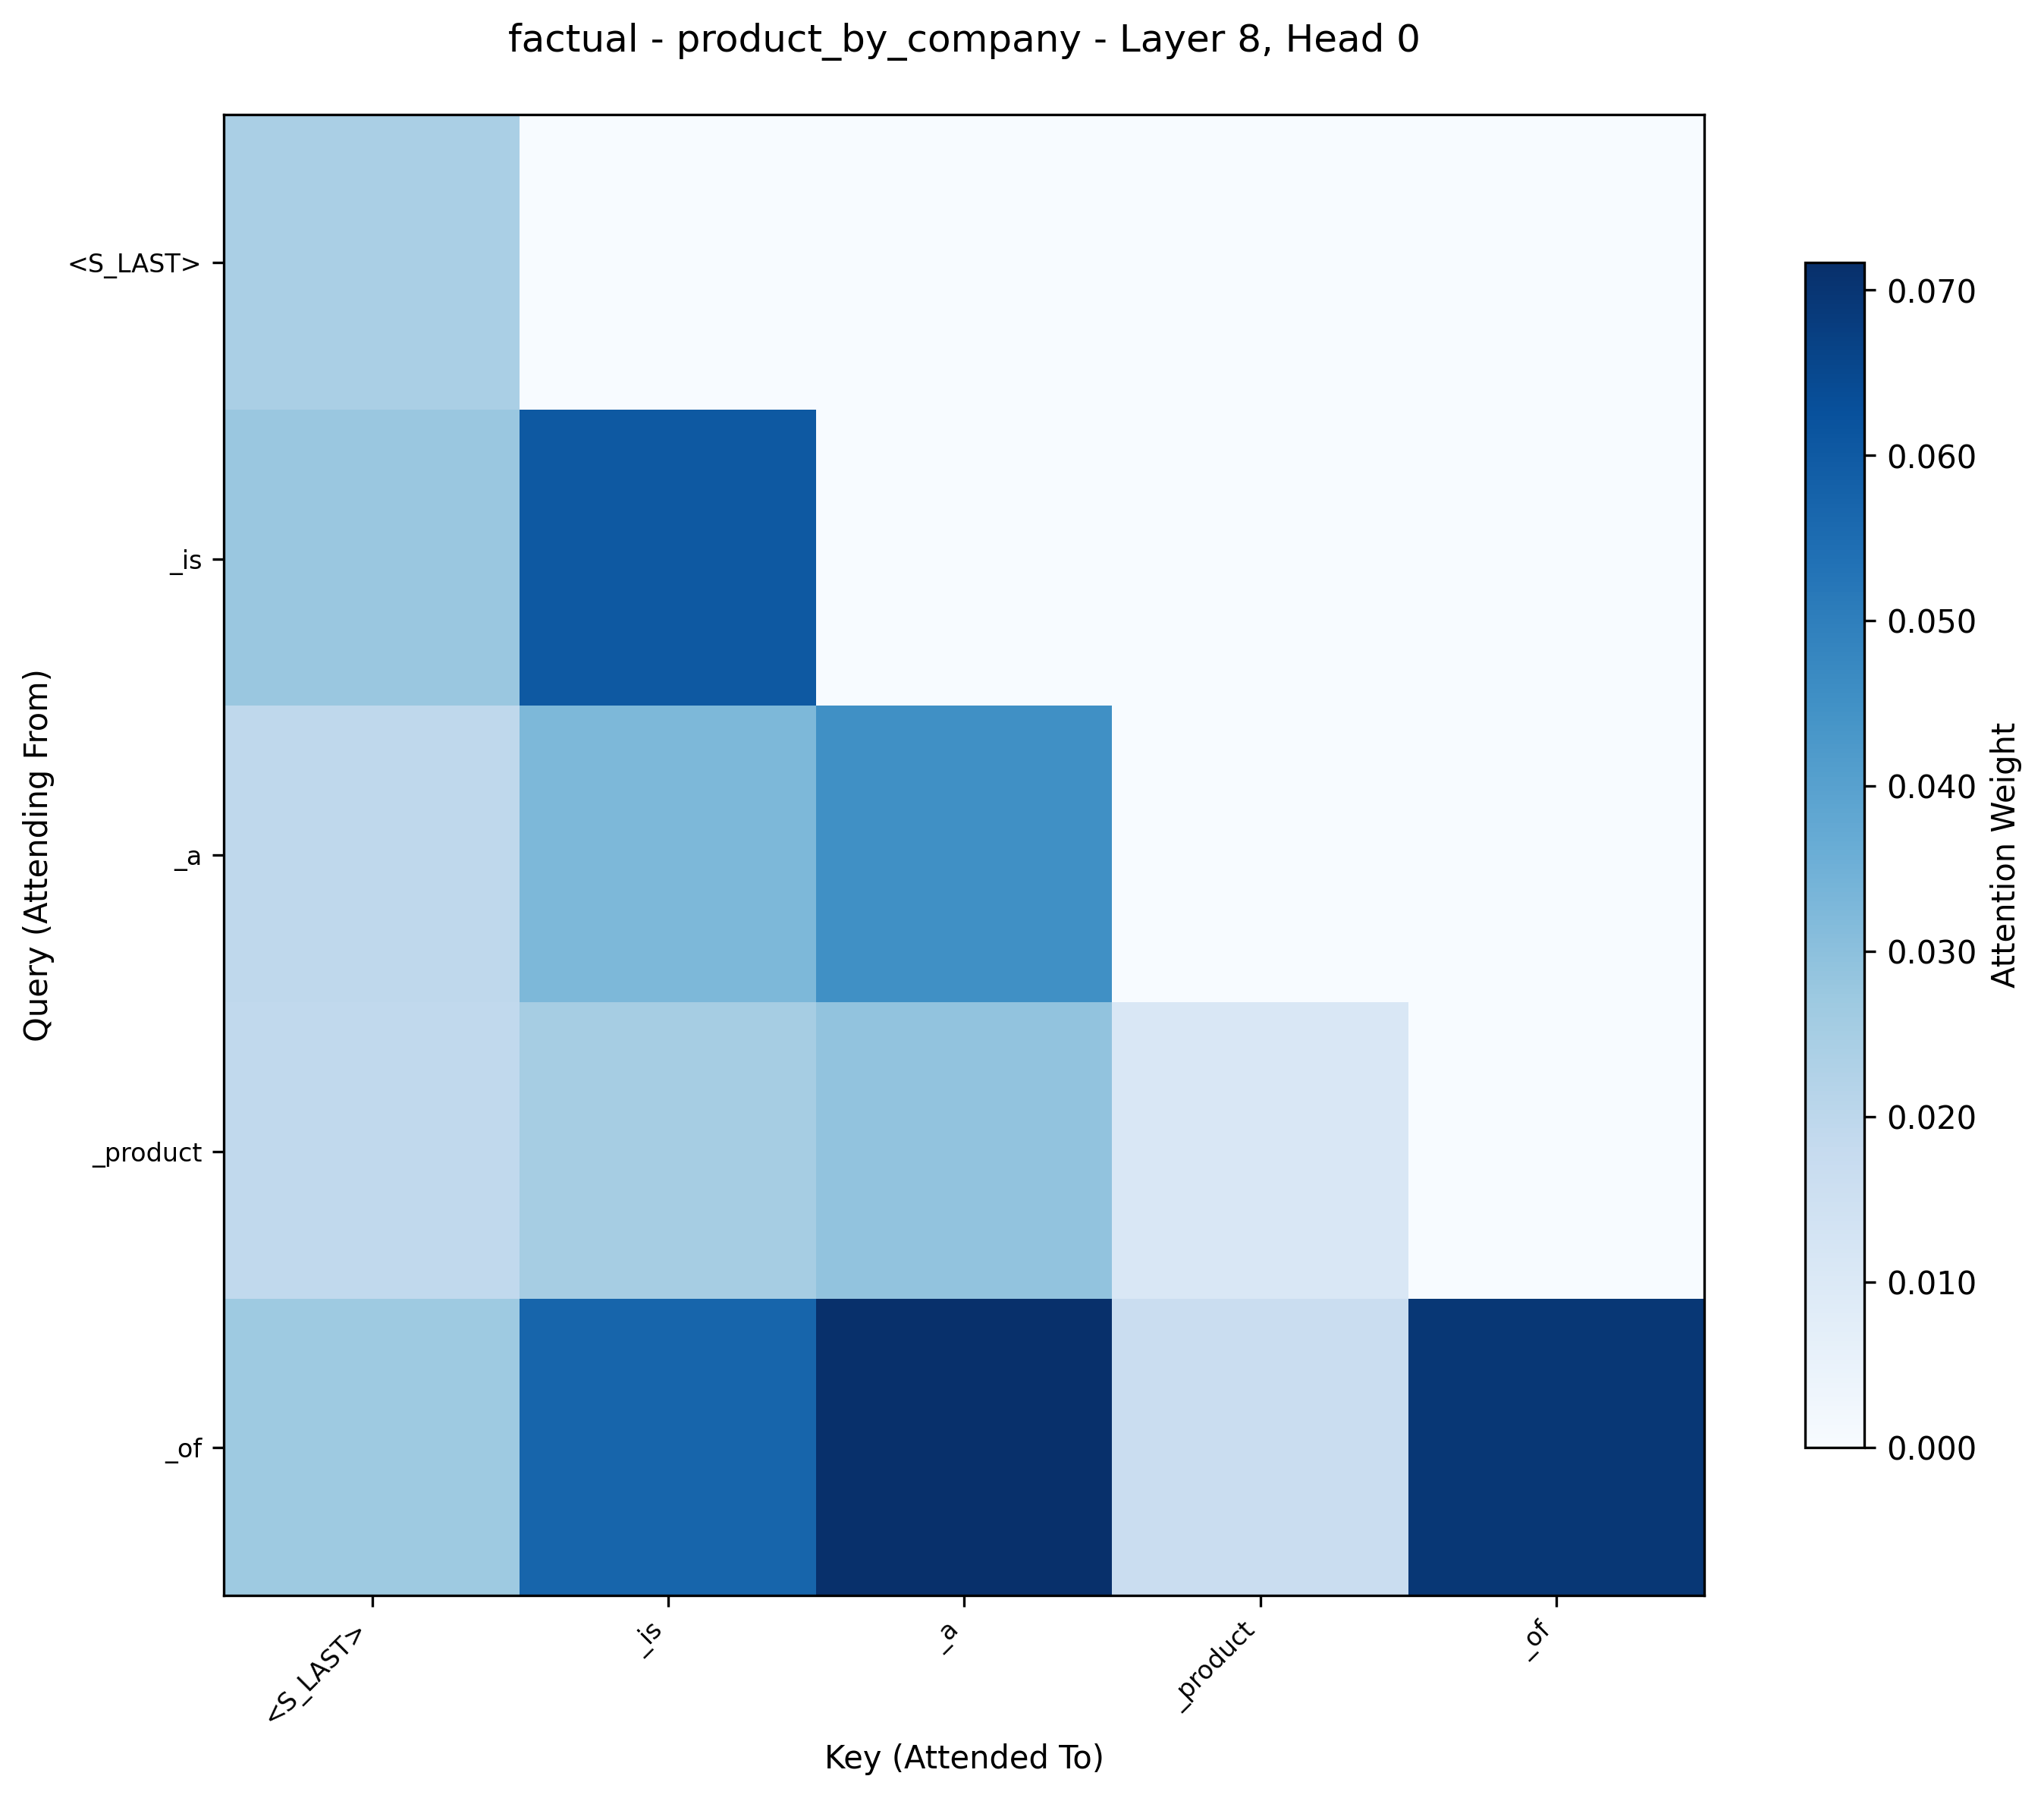 factual - product_by_company - Layer 8, Head 0
Query (Attending From)
<S_LAST>
_is
_a
_product
_of
<S_LAST>
_is
_a
_product
_of
Key (Attended To)
0.070
0.060
0.050
0.040
0.030
0.020
0.010
0.000
Attention Weight